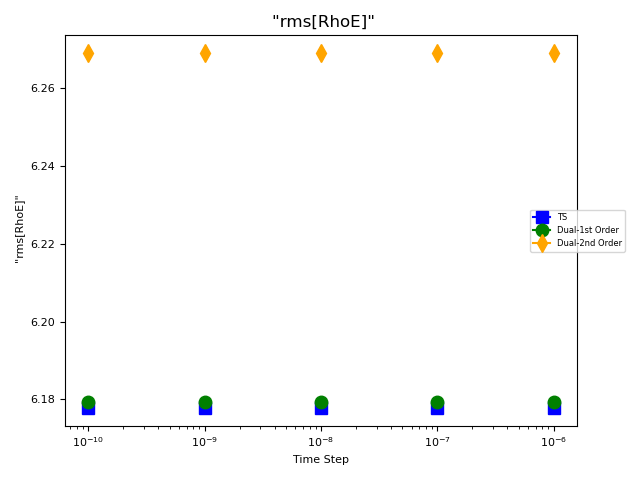 "rms[RhoE]"
"rms[RhoE]"
6.26
6.24
6.22
6.20
6.18
TS
Dual-1st Order
Dual-2nd Order
10⁻¹⁰
10⁻⁹
10⁻⁸
10⁻⁷
10⁻⁶
Time Step